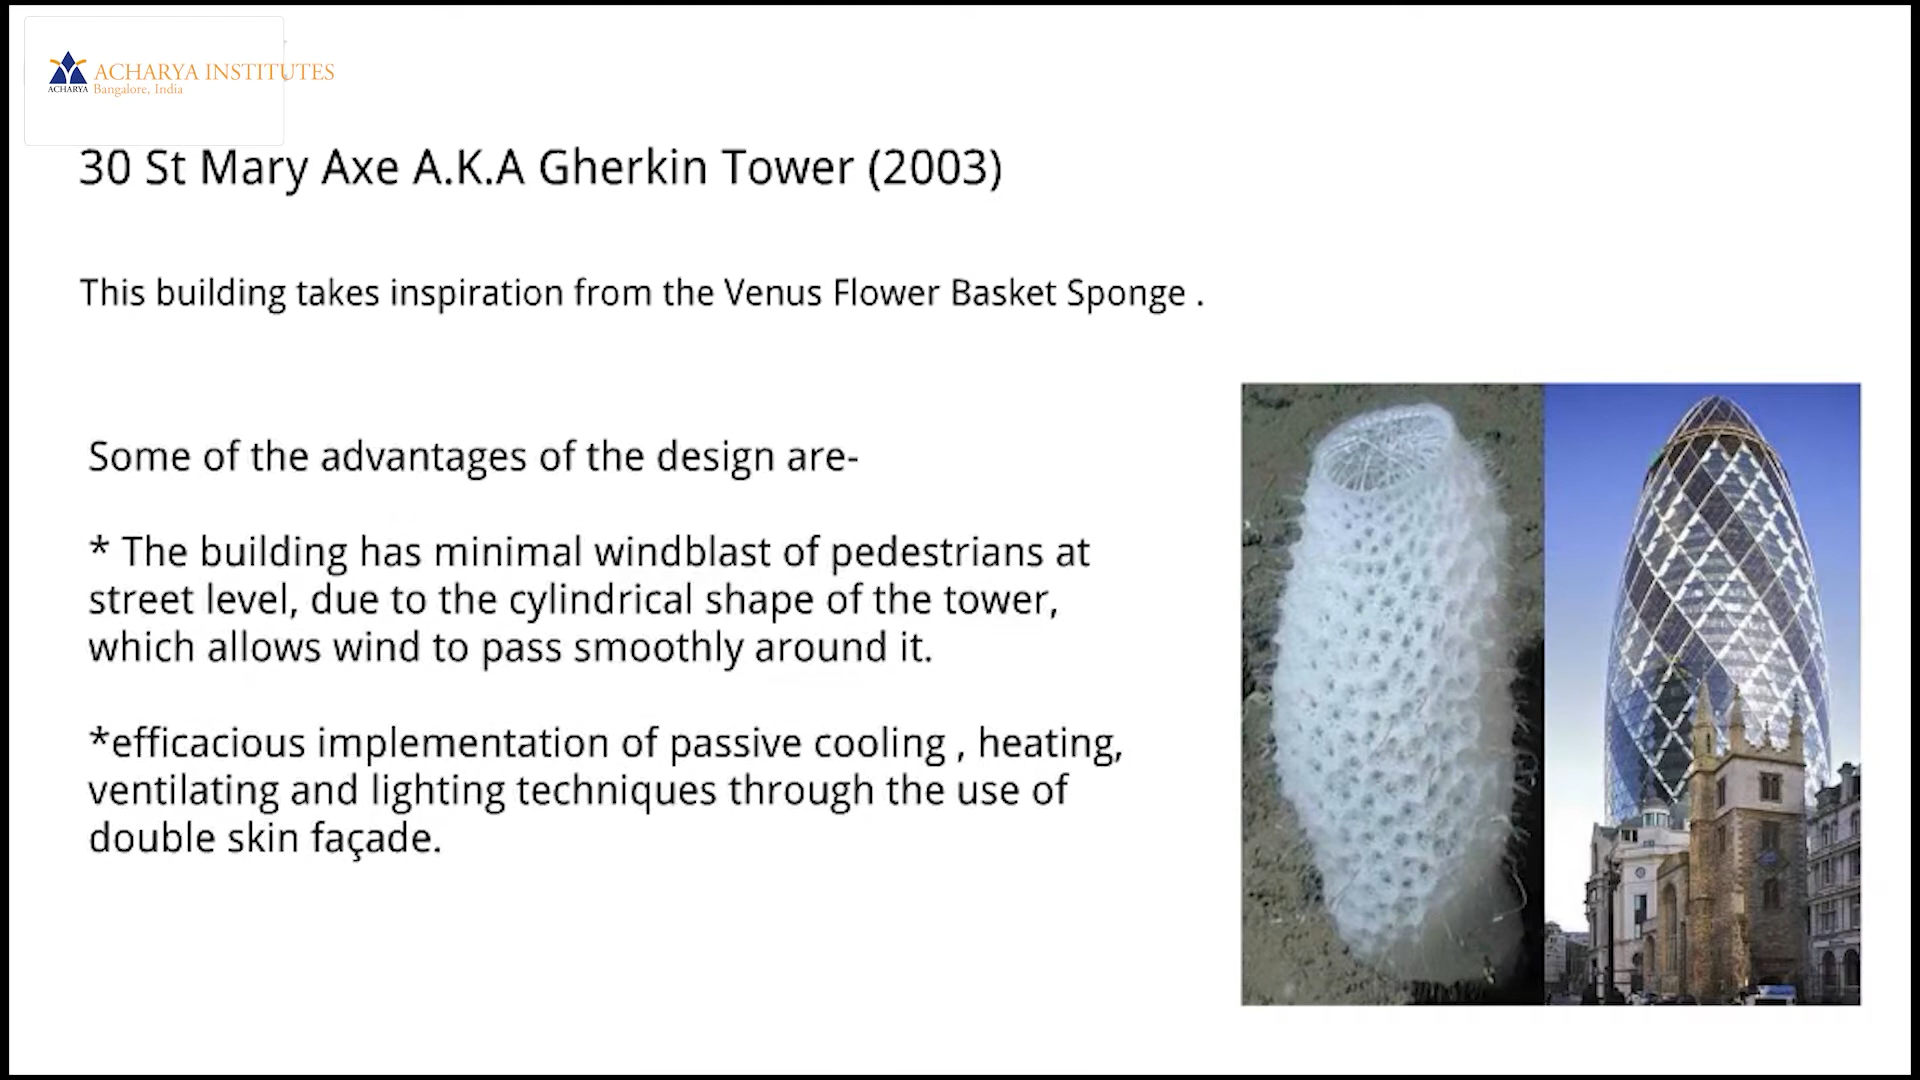 ACHARYA INSTITUTES
ACHARYA Bangalore, India
30 St Mary Axe A.K.A Gherkin Tower (2003)
This building takes inspiration from the Venus Flower Basket Sponge .
Some of the advantages of the design are-
* The building has minimal windblast of pedestrians at
street level, due to the cylindrical shape of the tower,
which allows wind to pass smoothly around it.
*efficacious implementation of passive cooling , heating,
ventilating and lighting techniques through the use of
double skin façade.